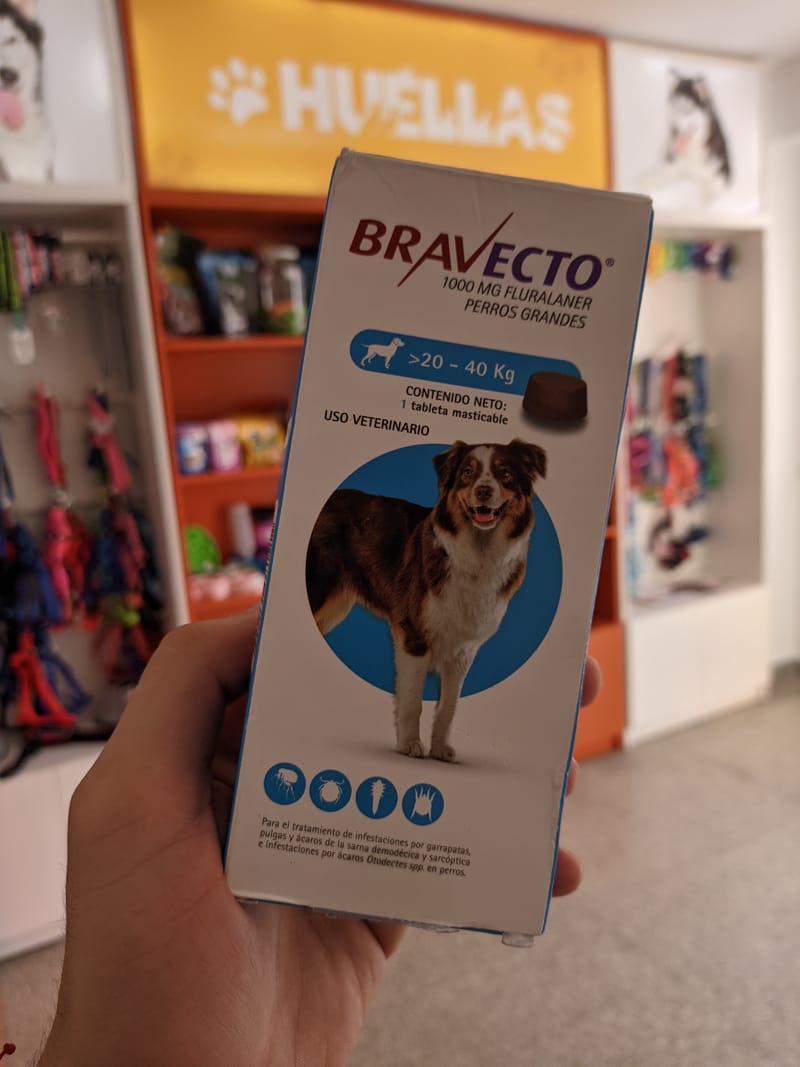 HUELLAS
BRAVECTO®
1000 MG FLURALANER
PERROS GRANDES
>20 – 40 Kg
CONTENIDO NETO:
1 tableta masticable
USO VETERINARIO
Para el tratamiento de infestaciones por garrapatas,
pulgas y ácaros de la sarna demodécica y sarcóptica
e infestaciones por ácaros Otodectes spp. en perros.